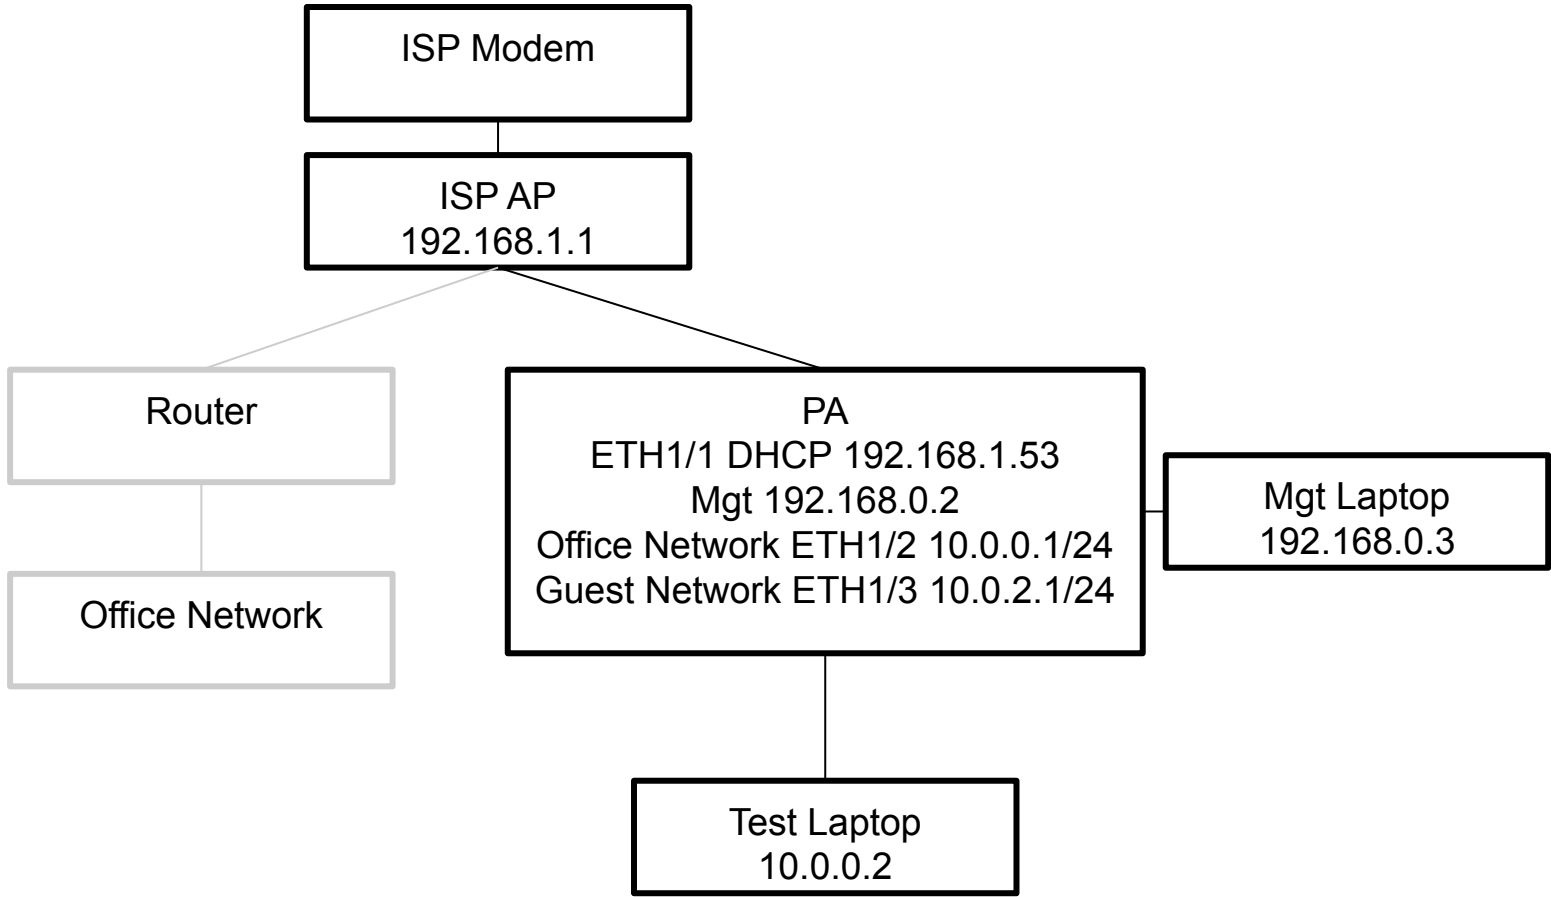 ISP Modem
ISP AP
192.168.1.1
Router
Office Network
PA
ETH1/1 DHCP 192.168.1.53
Mgt 192.168.0.2
Office Network ETH1/2 10.0.0.1/24
Guest Network ETH1/3 10.0.2.1/24
Mgt Laptop
192.168.0.3
Test Laptop
10.0.0.2